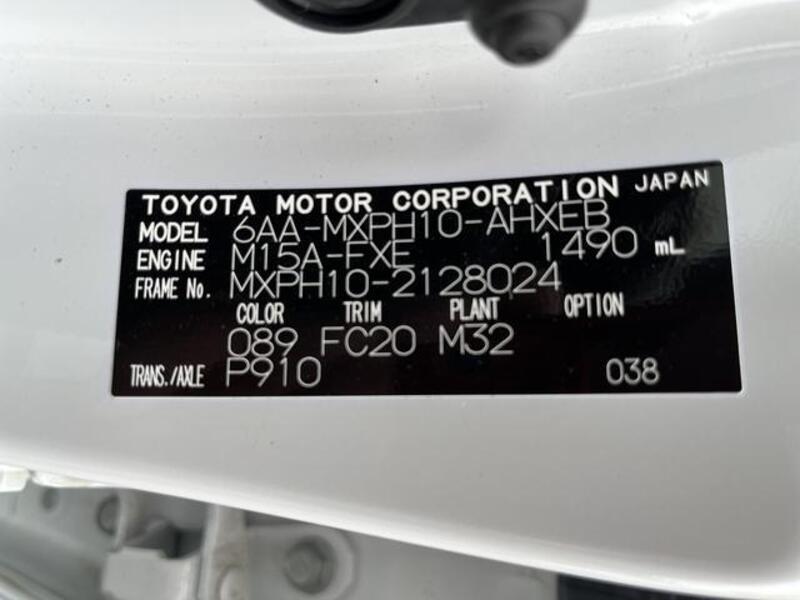 TOYOTA MOTOR CORPORATION JAPAN
MODEL 6AA-MXPH10-AHXEB
ENGINE M15A-FXE 1490 mL
FRAME No. MXPH10-2128024
COLOR TRIM PLANT OPTION
089 FC20 M32
TRANS./AXLE P910 038